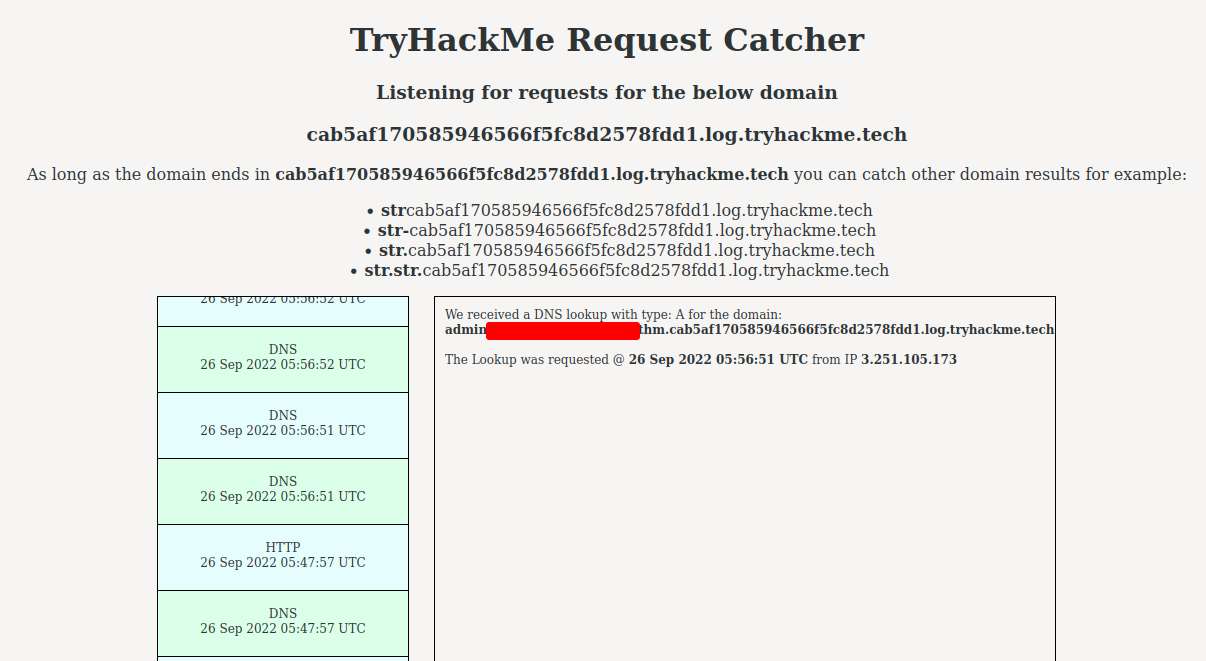 TryHackMe Request Catcher
Listening for requests for the below domain
cab5af170585946566f5fc8d2578fdd1.log.tryhackme.tech
As long as the domain ends in cab5af170585946566f5fc8d2578fdd1.log.tryhackme.tech you can catch other domain results for example:
• strcab5af170585946566f5fc8d2578fdd1.log.tryhackme.tech
• str-cab5af170585946566f5fc8d2578fdd1.log.tryhackme.tech
• str.cab5af170585946566f5fc8d2578fdd1.log.tryhackme.tech
• str.str.cab5af170585946566f5fc8d2578fdd1.log.tryhackme.tech
26 Sep 2022 05:56:52 UTC
DNS
26 Sep 2022 05:56:52 UTC
DNS
26 Sep 2022 05:56:51 UTC
DNS
26 Sep 2022 05:56:51 UTC
HTTP
26 Sep 2022 05:47:57 UTC
DNS
26 Sep 2022 05:47:57 UTC
We received a DNS lookup with type: A for the domain:
admin thm.cab5af170585946566f5fc8d2578fdd1.log.tryhackme.tech
The Lookup was requested @ 26 Sep 2022 05:56:51 UTC from IP 3.251.105.173